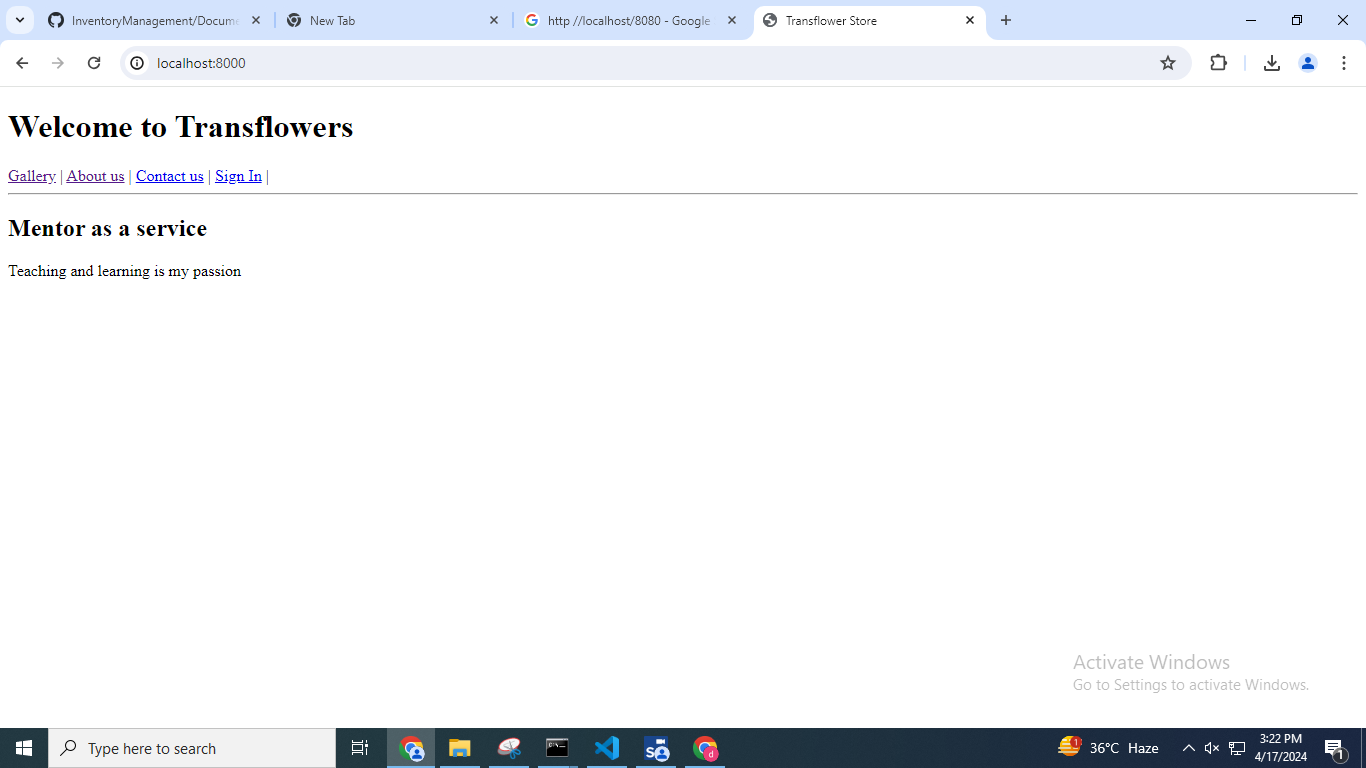 InventoryManagement/Docume
New Tab
http://localhost/8080 - Google
Transflower Store
localhost:8000
Welcome to Transflowers
Gallery | About us | Contact us | Sign In |
Mentor as a service
Teaching and learning is my passion
Activate Windows
Go to Settings to activate Windows.
Type here to search
C:\
S
d
1
36°C Haze
3:22 PM
4/17/2024
1